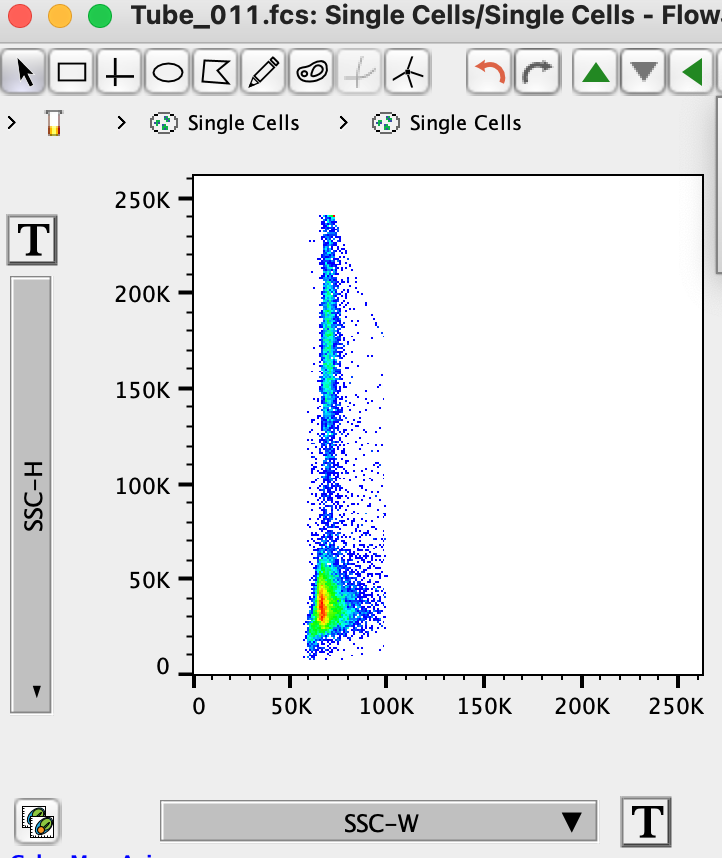 Tube_011.fcs: Single Cells/Single Cells - Flow
> > Single Cells > Single Cells
T
250K
200K
150K
100K
50K
0
SSC-H
0 50K 100K 150K 200K 250K
SSC-W
T